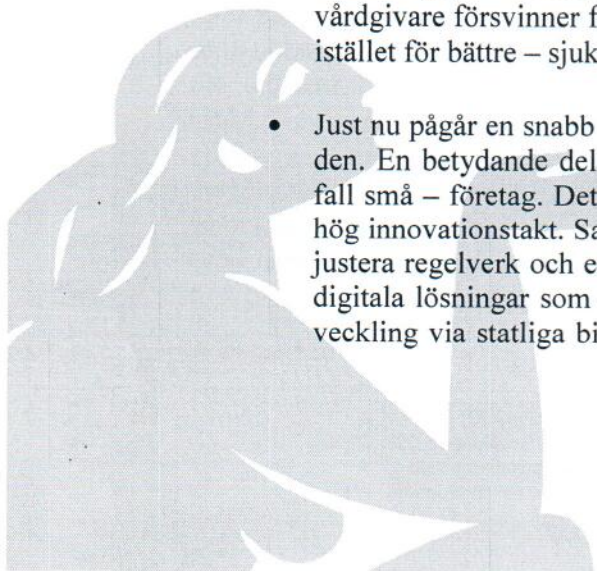 vårdgivare försvinner f
istället för bättre – sjuk
• Just nu pågår en snabb
den. En betydande del
fall små – företag. Det
hög innovationstakt. Sa
justera regelverk och e
digitala lösningar som
veckling via statliga bi